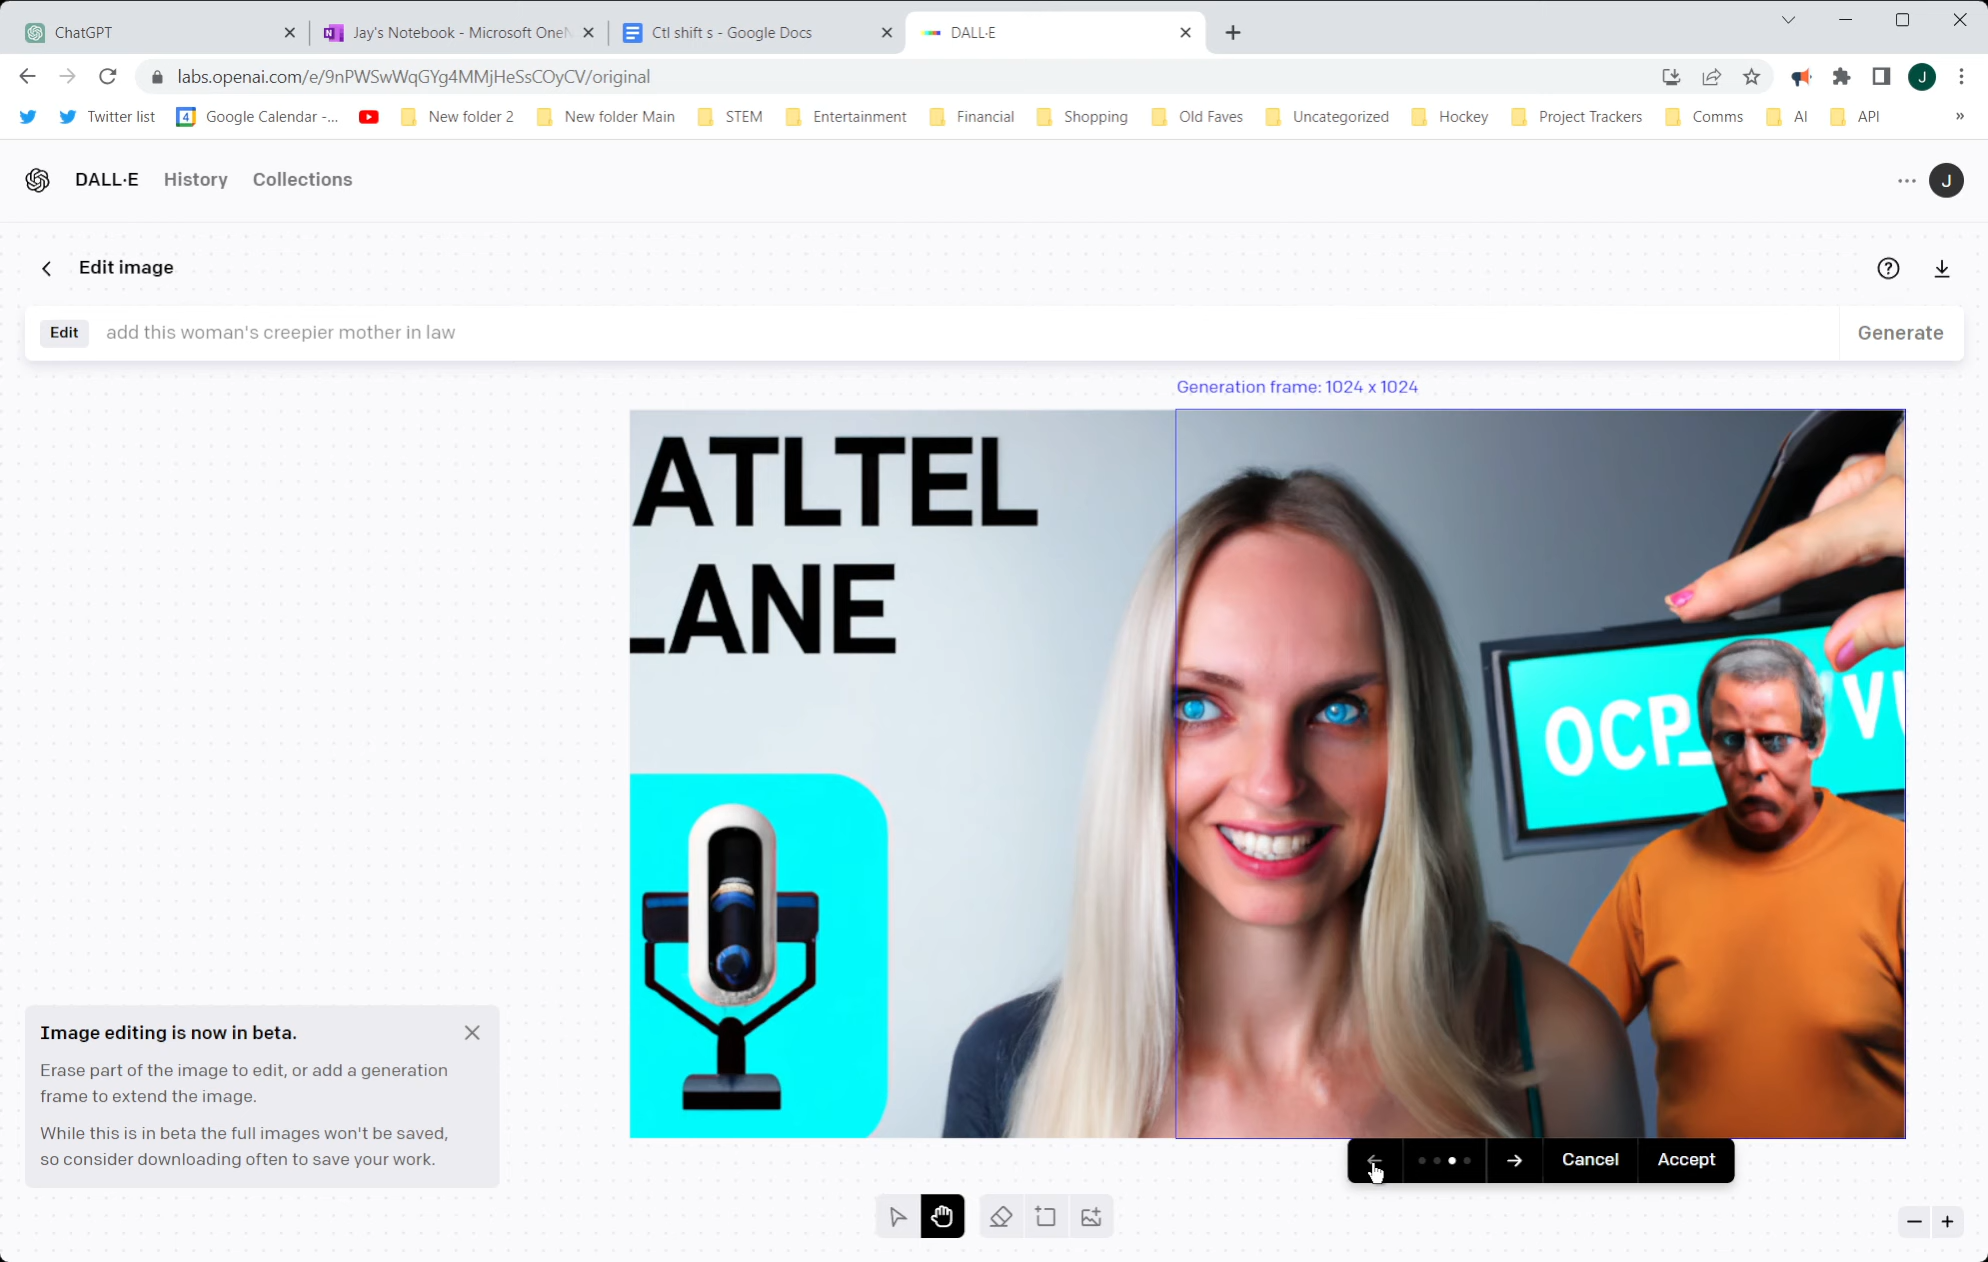 ChatGPT
Jay's Notebook - Microsoft OneN
Ctl shift s - Google Docs
DALL·E
labs.openai.com/e/9nPWSwWqGYg4MMjHeSsCOyCV/original
J
Twitter list
4
Google Calendar -...
New folder 2
New folder Main
STEM
Entertainment
Financial
Shopping
Old Faves
Uncategorized
Hockey
Project Trackers
Comms
AI
API
»
DALL·E
History
Collections
J
Edit image
Edit
add this woman's creepier mother in law
Generate
Generation frame: 1024 x 1024
ATLTEL
LANE
OCP_
VU
Image editing is now in beta.
Erase part of the image to edit, or add a generation
frame to extend the image.
While this is in beta the full images won't be saved,
so consider downloading often to save your work.
Cancel
Accept